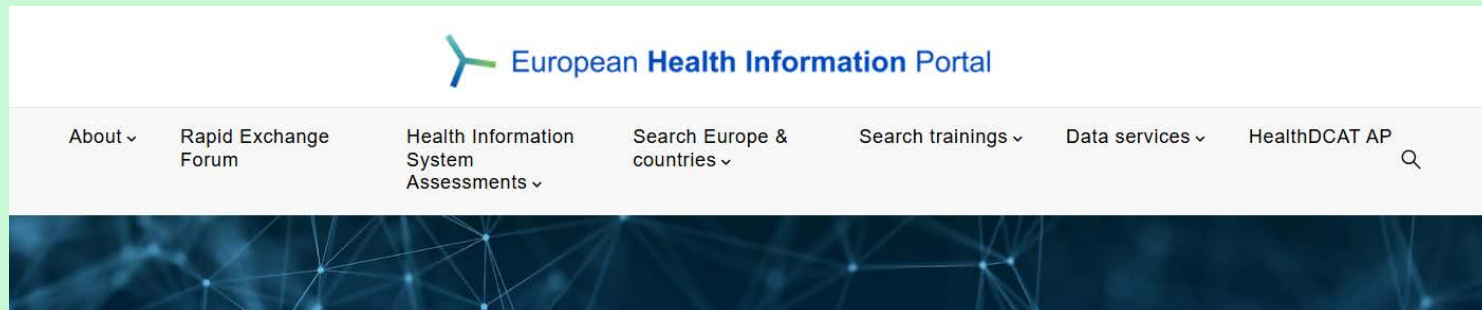 European Health Information Portal
About
Rapid Exchange
Forum
Health Information
System
Assessments
Search Europe &
countries
Search trainings
Data services
HealthDCAT AP